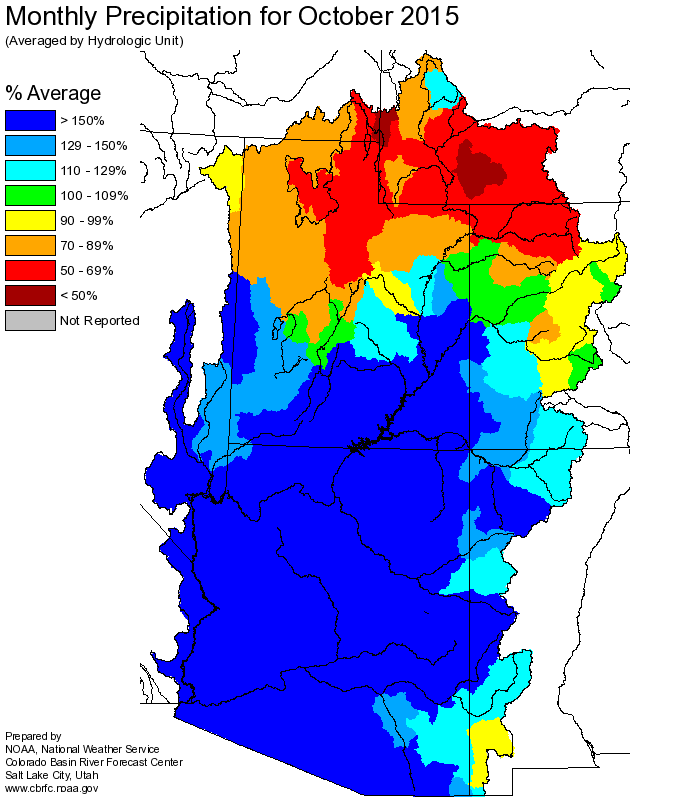 Monthly Precipitation for October 2015
(Averaged by Hydrologic Unit)
% Average
> 150%
129 - 150%
110 - 129%
100 - 109%
90 - 99%
70 - 89%
50 - 69%
< 50%
Not Reported
Prepared by
NOAA, National Weather Service
Colorado Basin River Forecast Center
Salt Lake City, Utah
www.cbrfc.noaa.gov